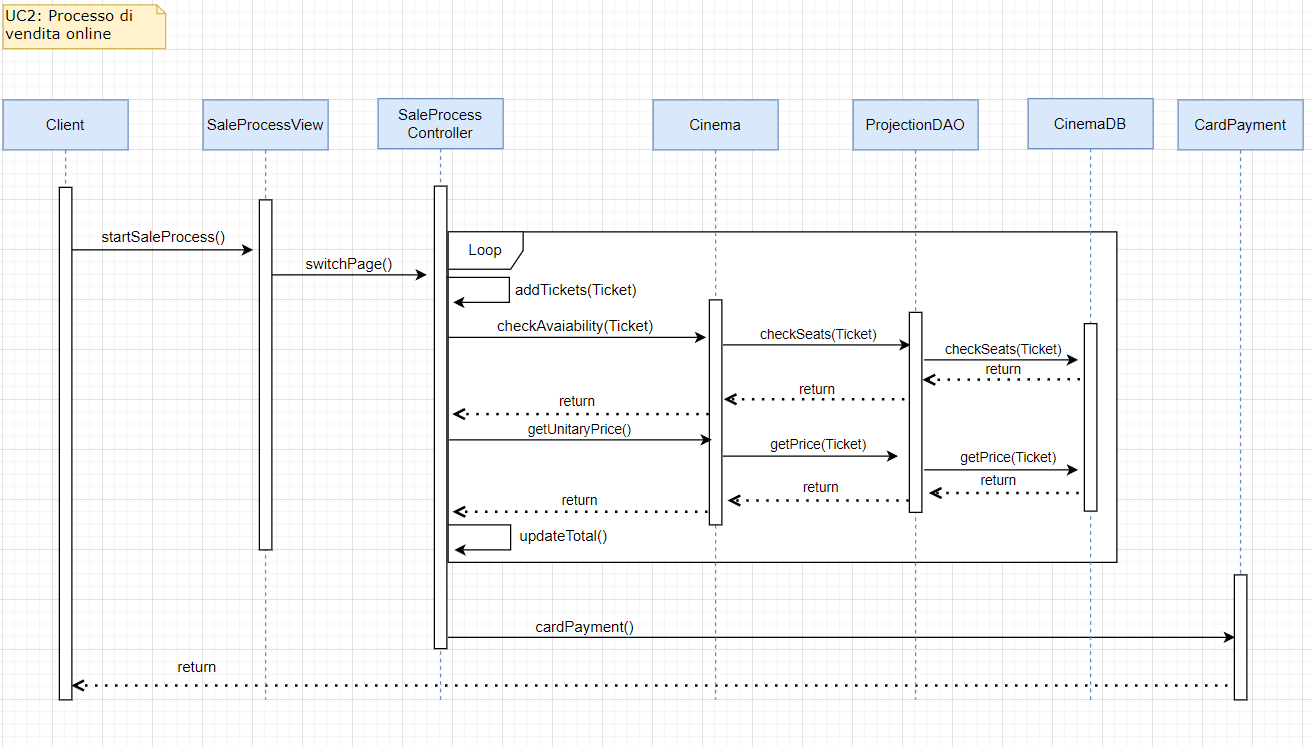 UC2: Processo di
vendita online
Client
SaleProcessView
SaleProcess
Controller
Cinema
ProjectionDAO
CinemaDB
CardPayment
startSaleProcess()
switchPage()
Loop
addTickets(Ticket)
checkAvaiability(Ticket)
checkSeats(Ticket)
checkSeats(Ticket)
return
return
return
getUnitaryPrice()
getPrice(Ticket)
getPrice(Ticket)
return
return
return
updateTotal()
cardPayment()
return